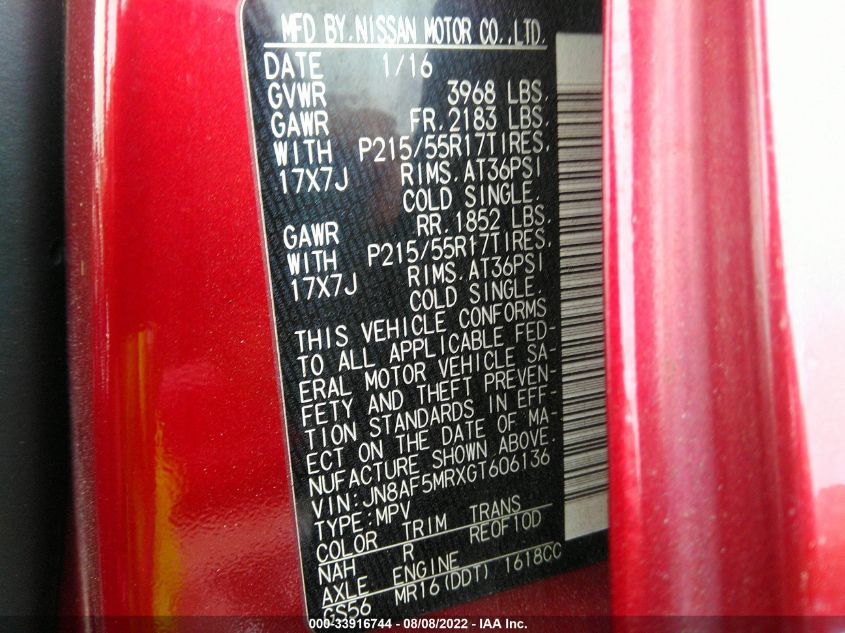 MFD BY.NISSAN MOTOR CO.,LTD.
DATE 1/16
GVWR 3968 LBS.
GAWR FR.2183 LBS.
WITH P215/55R17TIRES.
17X7J RIMS.AT36PSI
COLD SINGLE.
GAWR RR.1852 LBS.
WITH P215/55R17TIRES.
17X7J RIMS.AT36PSI
COLD SINGLE.
THIS VEHICLE CONFORMS
TO ALL APPLICABLE FED-
ERAL MOTOR VEHICLE SA-
FETY AND THEFT PREVEN-
TION STANDARDS IN EFF-
ECT ON THE DATE OF MA-
NUFACTURE SHOWN ABOVE.
VIN:JN8AF5MRXGT606136
TYPE:MPV
COLOR TRIM TRANS
NAH R RE0F10D
AXLE ENGINE
GS56 MR16(DDT) 1618CC
000-33916744 - 08/08/2022 - IAA Inc.